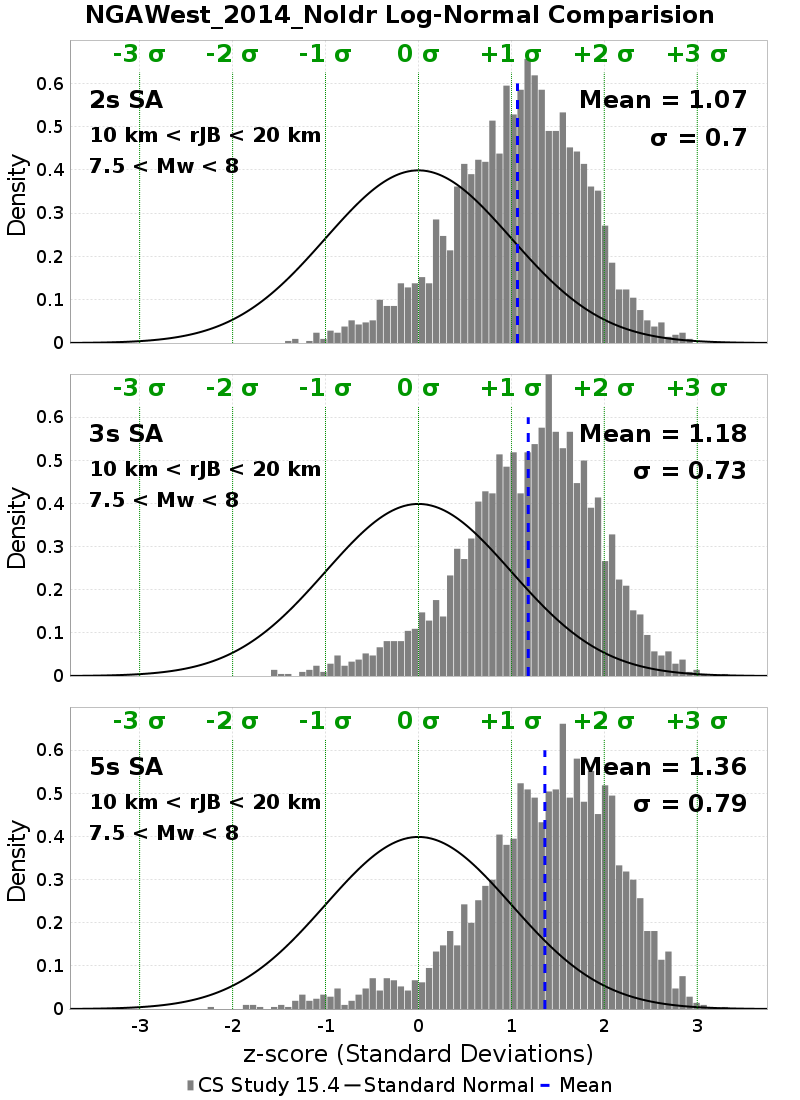 NGAWest_2014_NoIdr Log-Normal Comparision
-3 σ -2 σ -1 σ 0 σ +1 σ +2 σ +3 σ
2s SA
Mean = 1.07
10 km < rJB < 20 km
σ = 0.7
7.5 < Mw < 8
Density
0.6
0.5
0.4
0.3
0.2
0.1
0
-3 σ -2 σ -1 σ 0 σ +1 σ +2 σ +3 σ
3s SA
Mean = 1.18
10 km < rJB < 20 km
σ = 0.73
7.5 < Mw < 8
Density
0.6
0.5
0.4
0.3
0.2
0.1
0
-3 σ -2 σ -1 σ 0 σ +1 σ +2 σ +3 σ
5s SA
Mean = 1.36
10 km < rJB < 20 km
σ = 0.79
7.5 < Mw < 8
Density
0.6
0.5
0.4
0.3
0.2
0.1
0
-3 -2 -1 0 1 2 3
z-score (Standard Deviations)
CS Study 15.4 Standard Normal Mean